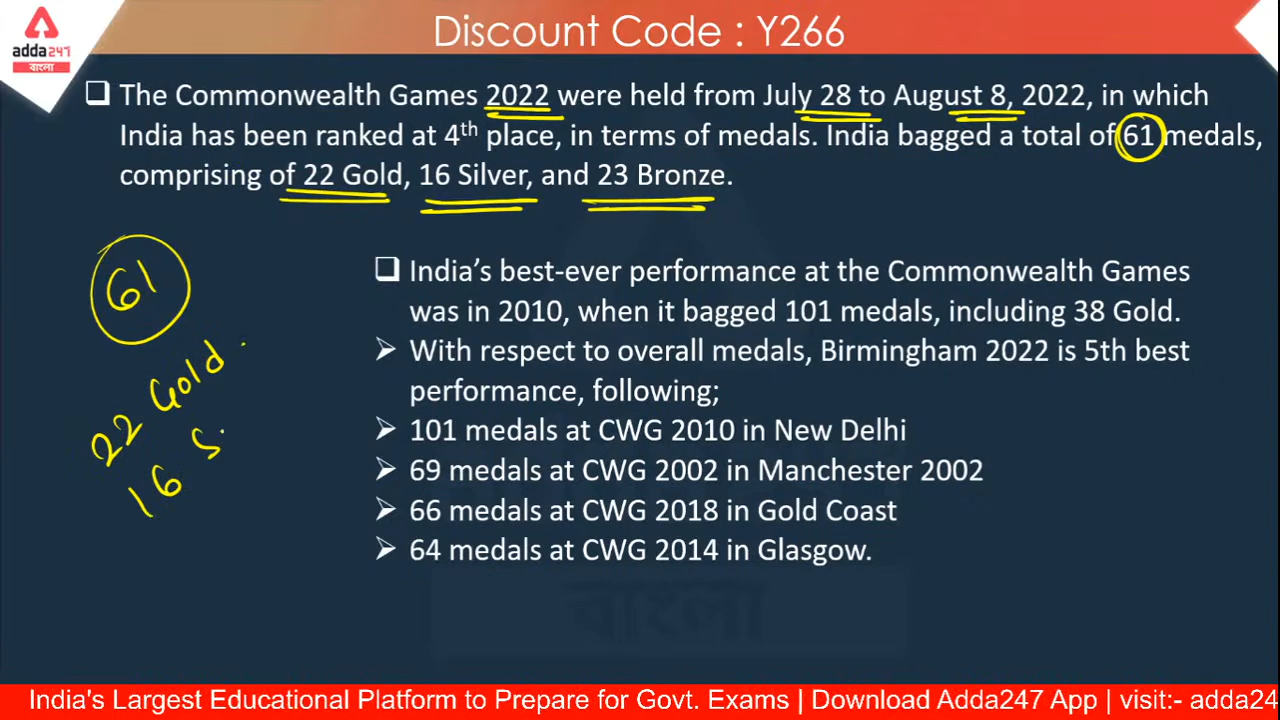 Discount Code : Y266
adda247
বাংলা
❑ The Commonwealth Games 2022 were held from July 28 to August 8, 2022, in which
India has been ranked at 4th place, in terms of medals. India bagged a total of 61 medals,
comprising of 22 Gold, 16 Silver, and 23 Bronze.
61
22 Gold
16 S.
❑ India's best-ever performance at the Commonwealth Games
was in 2010, when it bagged 101 medals, including 38 Gold.
➢ With respect to overall medals, Birmingham 2022 is 5th best
performance, following;
➢ 101 medals at CWG 2010 in New Delhi
➢ 69 medals at CWG 2002 in Manchester 2002
➢ 66 medals at CWG 2018 in Gold Coast
➢ 64 medals at CWG 2014 in Glasgow.
বাংলা
India's Largest Educational Platform to Prepare for Govt. Exams | Download Adda247 App | visit:- adda24